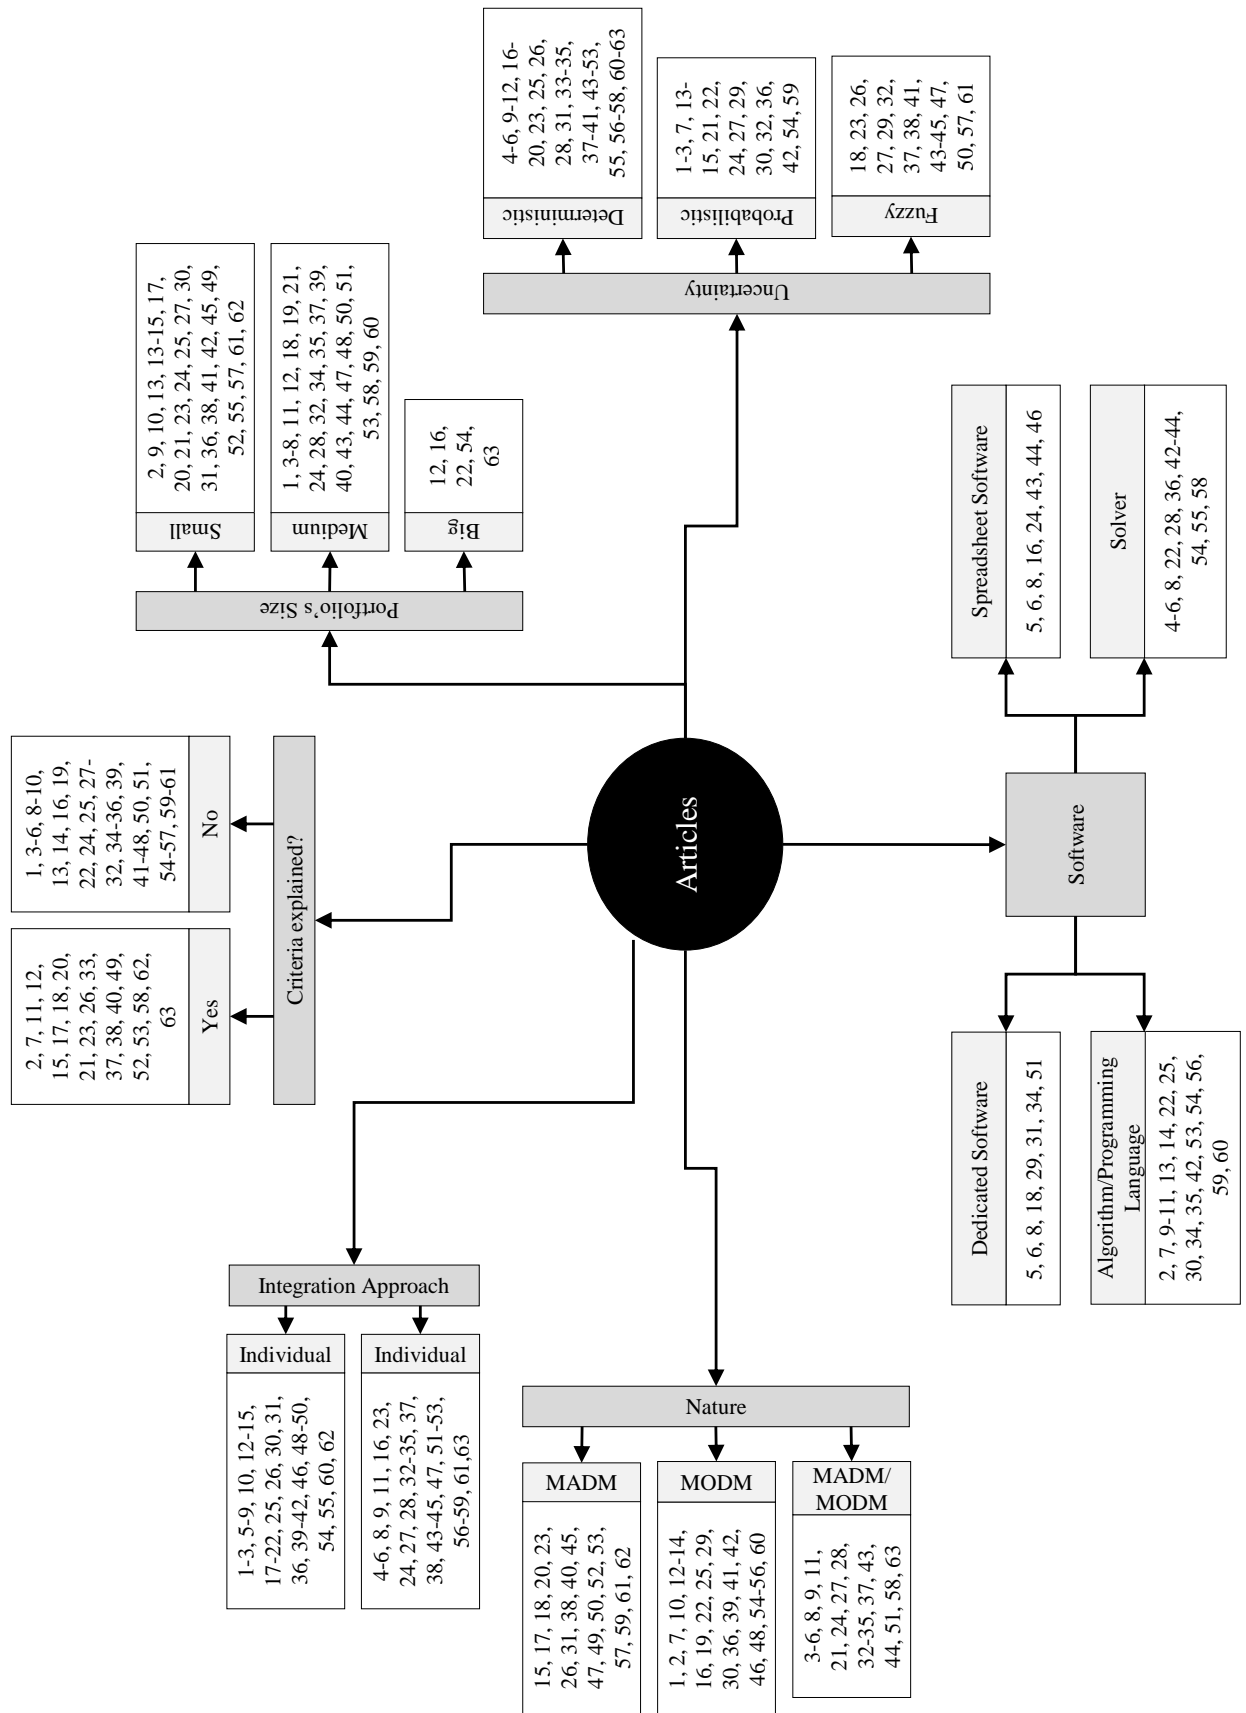 Articles
Portfolio's Size
Small
2, 9, 10, 13, 13-15, 17,
20, 21, 23, 24, 25, 27, 30,
31, 36, 38, 41, 42, 45, 49,
52, 55, 57, 61, 62
Medium
1, 3-8, 11, 12, 18, 19, 21,
24, 28, 32, 34, 35, 37, 39,
40, 43, 44, 47, 48, 50, 51,
53, 58, 59, 60
Big
12, 16,
22, 54,
63
Uncertainty
Deterministic
4-6, 9-12, 16-
20, 23, 25, 26,
28, 31, 33-35,
37-41, 43-53,
55, 56-58, 60-63
Probabilistic
1-3, 7, 13-
15, 21, 22,
24, 27, 29,
30, 32, 36,
42, 54, 59
Fuzzy
18, 23, 26,
27, 29, 32,
37, 38, 41,
43-45, 47,
50, 57, 61
Criteria explained?
Yes
2, 7, 11, 12,
15, 17, 18, 20,
21, 23, 26, 33,
37, 38, 40, 49,
52, 53, 58, 62,
63
No
1, 3-6, 8-10,
13, 14, 16, 19,
22, 24, 25, 27-
32, 34-36, 39,
41-48, 50, 51,
54-57, 59-61
Software
Spreadsheet Software
5, 6, 8, 16, 24, 43, 44, 46
Solver
4-6, 8, 22, 28, 36, 42-44,
54, 55, 58
Dedicated Software
5, 6, 8, 18, 29, 31, 34, 51
Algorithm/Programming
Language
2, 7, 9-11, 13, 14, 22, 25,
30, 34, 35, 42, 53, 54, 56,
59, 60
Integration Approach
Individual
1-3, 5-9, 10, 12-15,
17-22, 25, 26, 30, 31,
36, 39-42, 46, 48-50,
54, 55, 60, 62
Individual
4-6, 8, 9, 11, 16, 23,
24, 27, 28, 32-35, 37,
38, 43-45, 47, 51-53,
56-59, 61,63
Nature
MADM
15, 17, 18, 20, 23
26, 31, 38, 40, 45,
47, 49, 50, 52, 53,
57, 59, 61, 62
MODM
1, 2, 7, 10, 12-14,
16, 19, 22, 25, 29,
30, 36, 39, 41, 42,
46, 48, 54-56, 60
MADM/
MODM
3-6, 8, 9, 11,
21, 24, 27, 28,
32-35, 37, 43,
44, 51, 58, 63